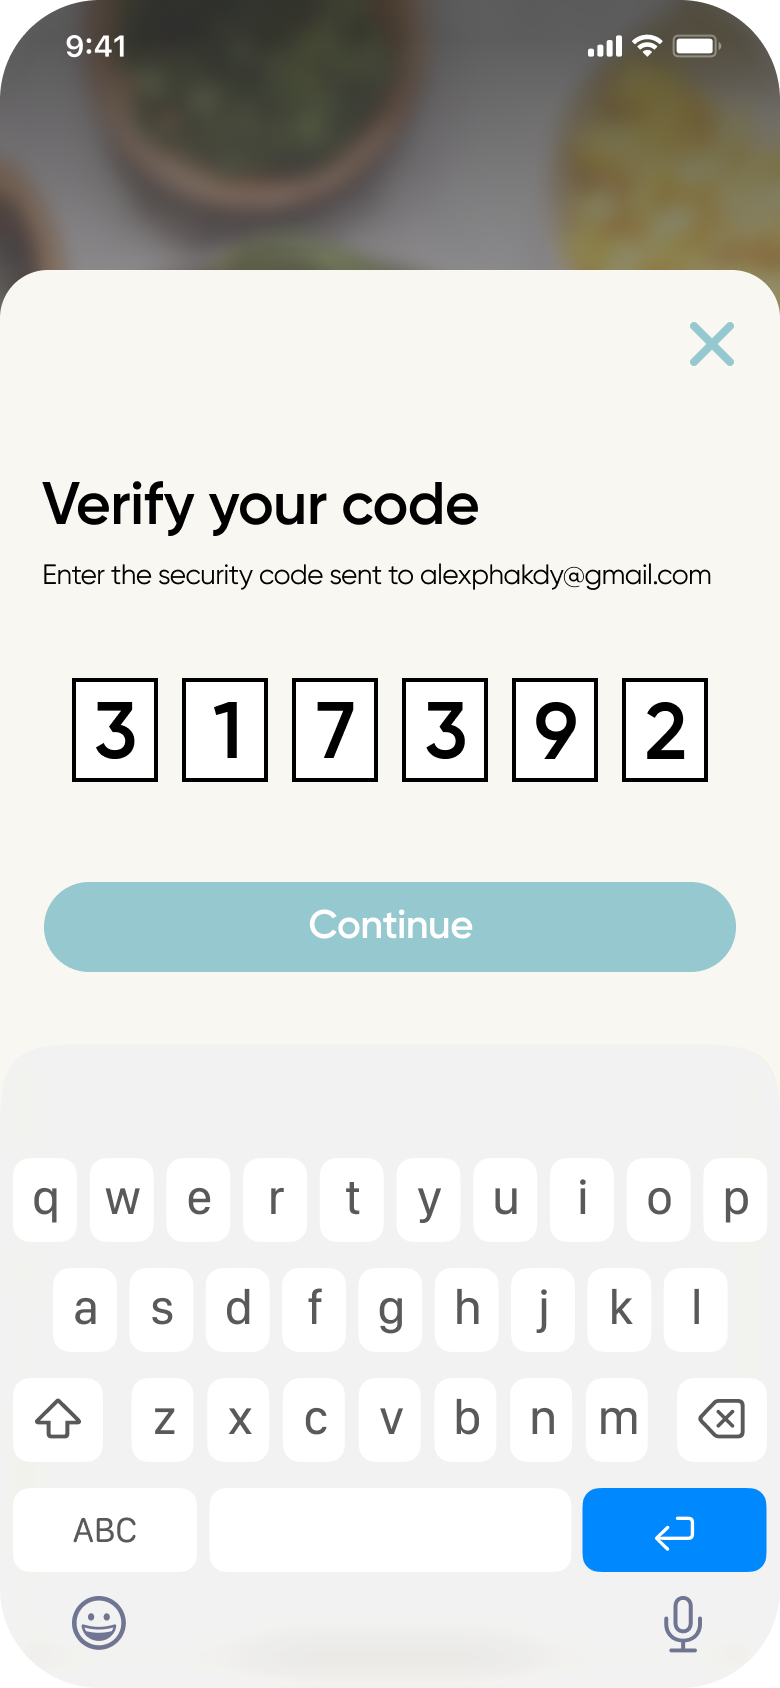 9:41
Verify your code
Enter the security code sent to alexphakdy@gmail.com
3 1 7 3 9 2
Continue
q w e r t y u i o p
a s d f g h j k l
z x c v b n m
ABC